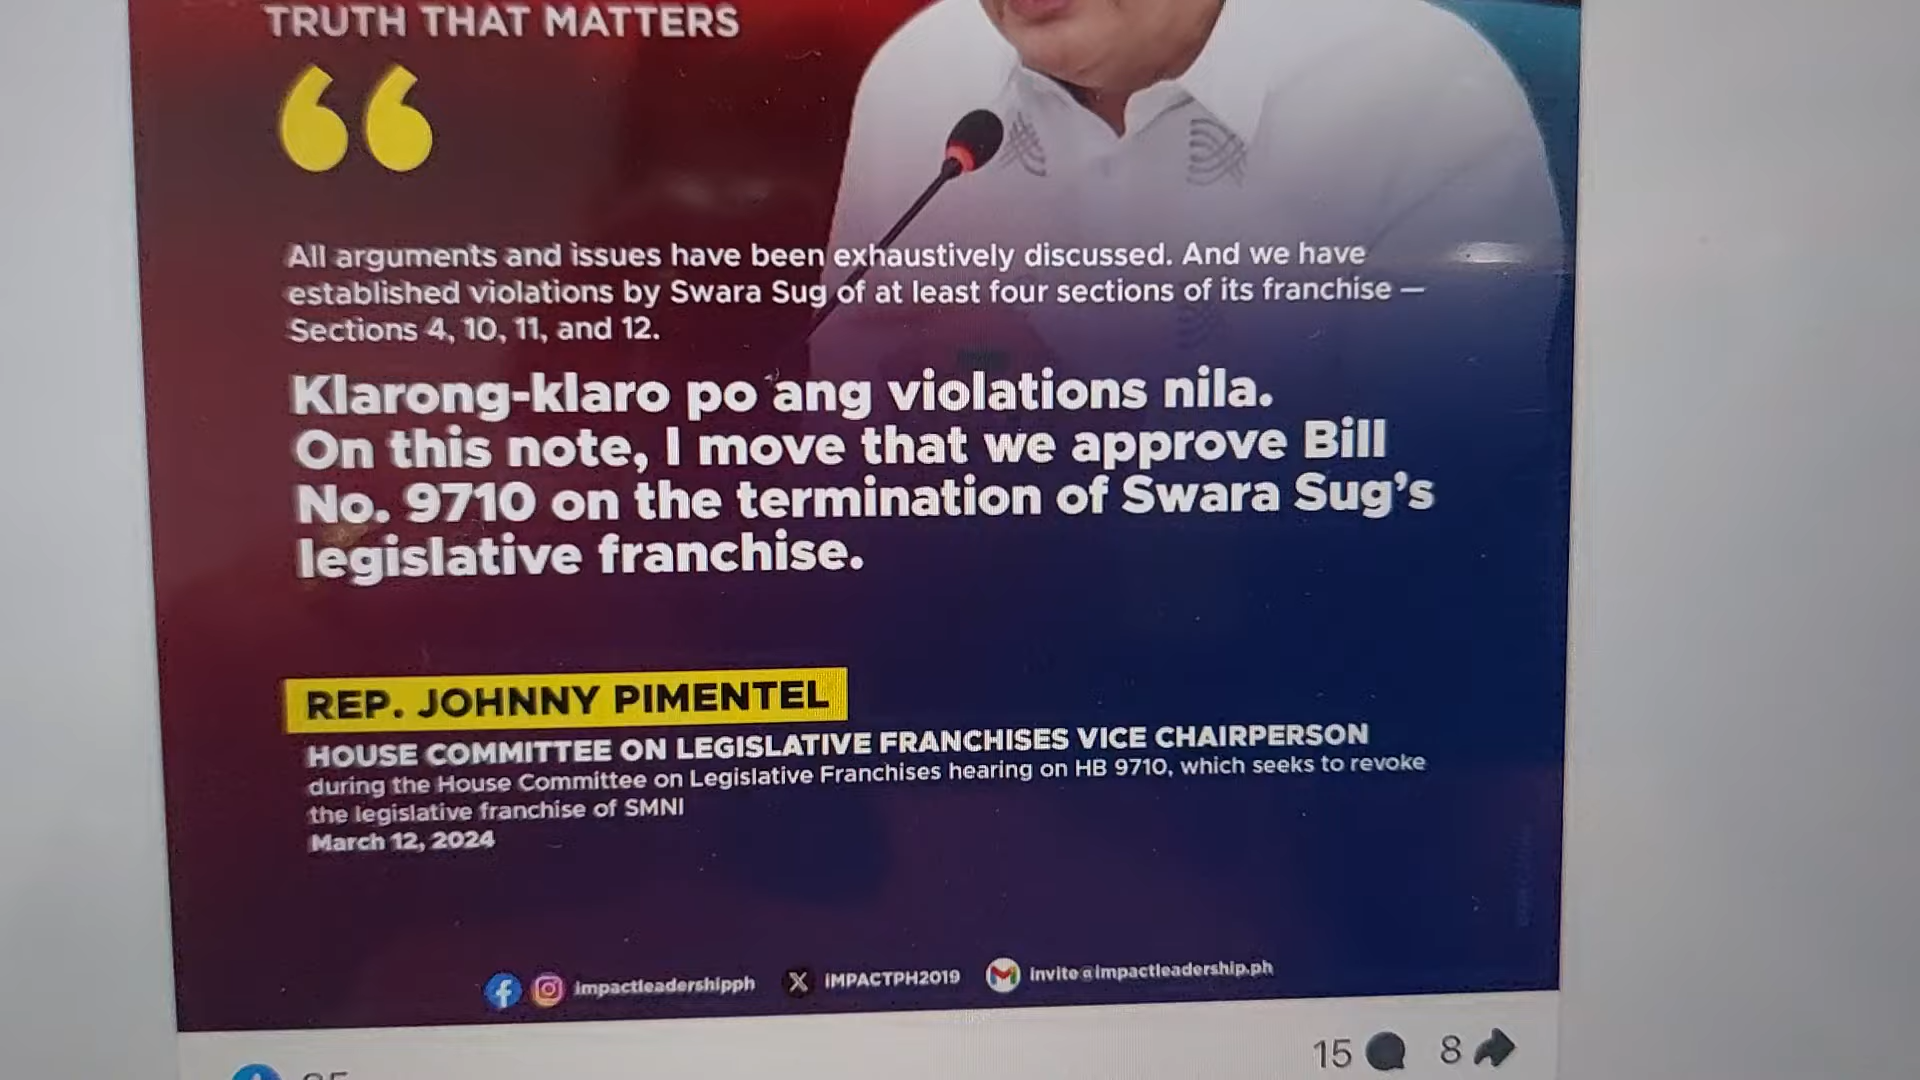 TRUTH THAT MATTERS
All arguments and issues have been exhaustively discussed. And we have
established violations by Swara Sug of at least four sections of its franchise —
Sections 4, 10, 11, and 12.
Klarong-klaro po ang violations nila.
On this note, I move that we approve Bill
No. 9710 on the termination of Swara Sug's
legislative franchise.
REP. JOHNNY PIMENTEL
HOUSE COMMITTEE ON LEGISLATIVE FRANCHISES VICE CHAIRPERSON
during the House Committee on Legislative Franchises hearing on HB 9710, which seeks to revoke
the legislative franchise of SMNI
March 12, 2024
impactleadershipph iMPACTPH2019 invite@impactleadership.ph
15 8